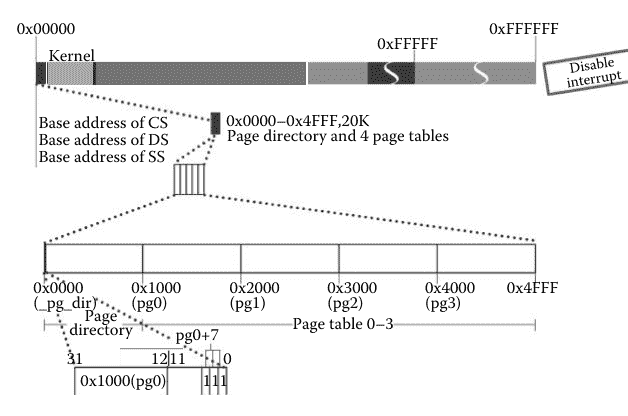 0x00000
0xFFFFFF
0xFFFFF
Kernel
Disable
interrupt
Base address of CS
Base address of DS
Base address of SS
0x0000–0x4FFF,20K
Page directory and 4 page tables
0x0000 0x1000 0x2000 0x3000 0x4000 0x4FFF
(_pg_dir) (pg0) (pg1) (pg2) (pg3)
Page
directory
Page table 0–3
pg0+7
31 12 11 0
0x1000(pg0) 111